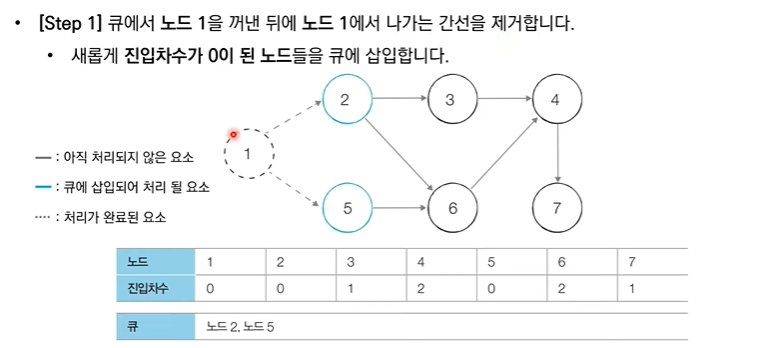 • [Step 1] 큐에서 노드 1을 꺼낸 뒤에 노드 1에서 나가는 간선을 제거합니다.
• 새롭게 진입차수가 0이 된 노드들을 큐에 삽입합니다.
2 3 4
1
— : 아직 처리되지 않은 요소
— : 큐에 삽입되어 처리 될 요소
5 6 7
···· : 처리가 완료된 요소
노드 1 2 3 4 5 6 7
진입차수 0 0 1 2 0 2 1
큐 노드 2, 노드 5